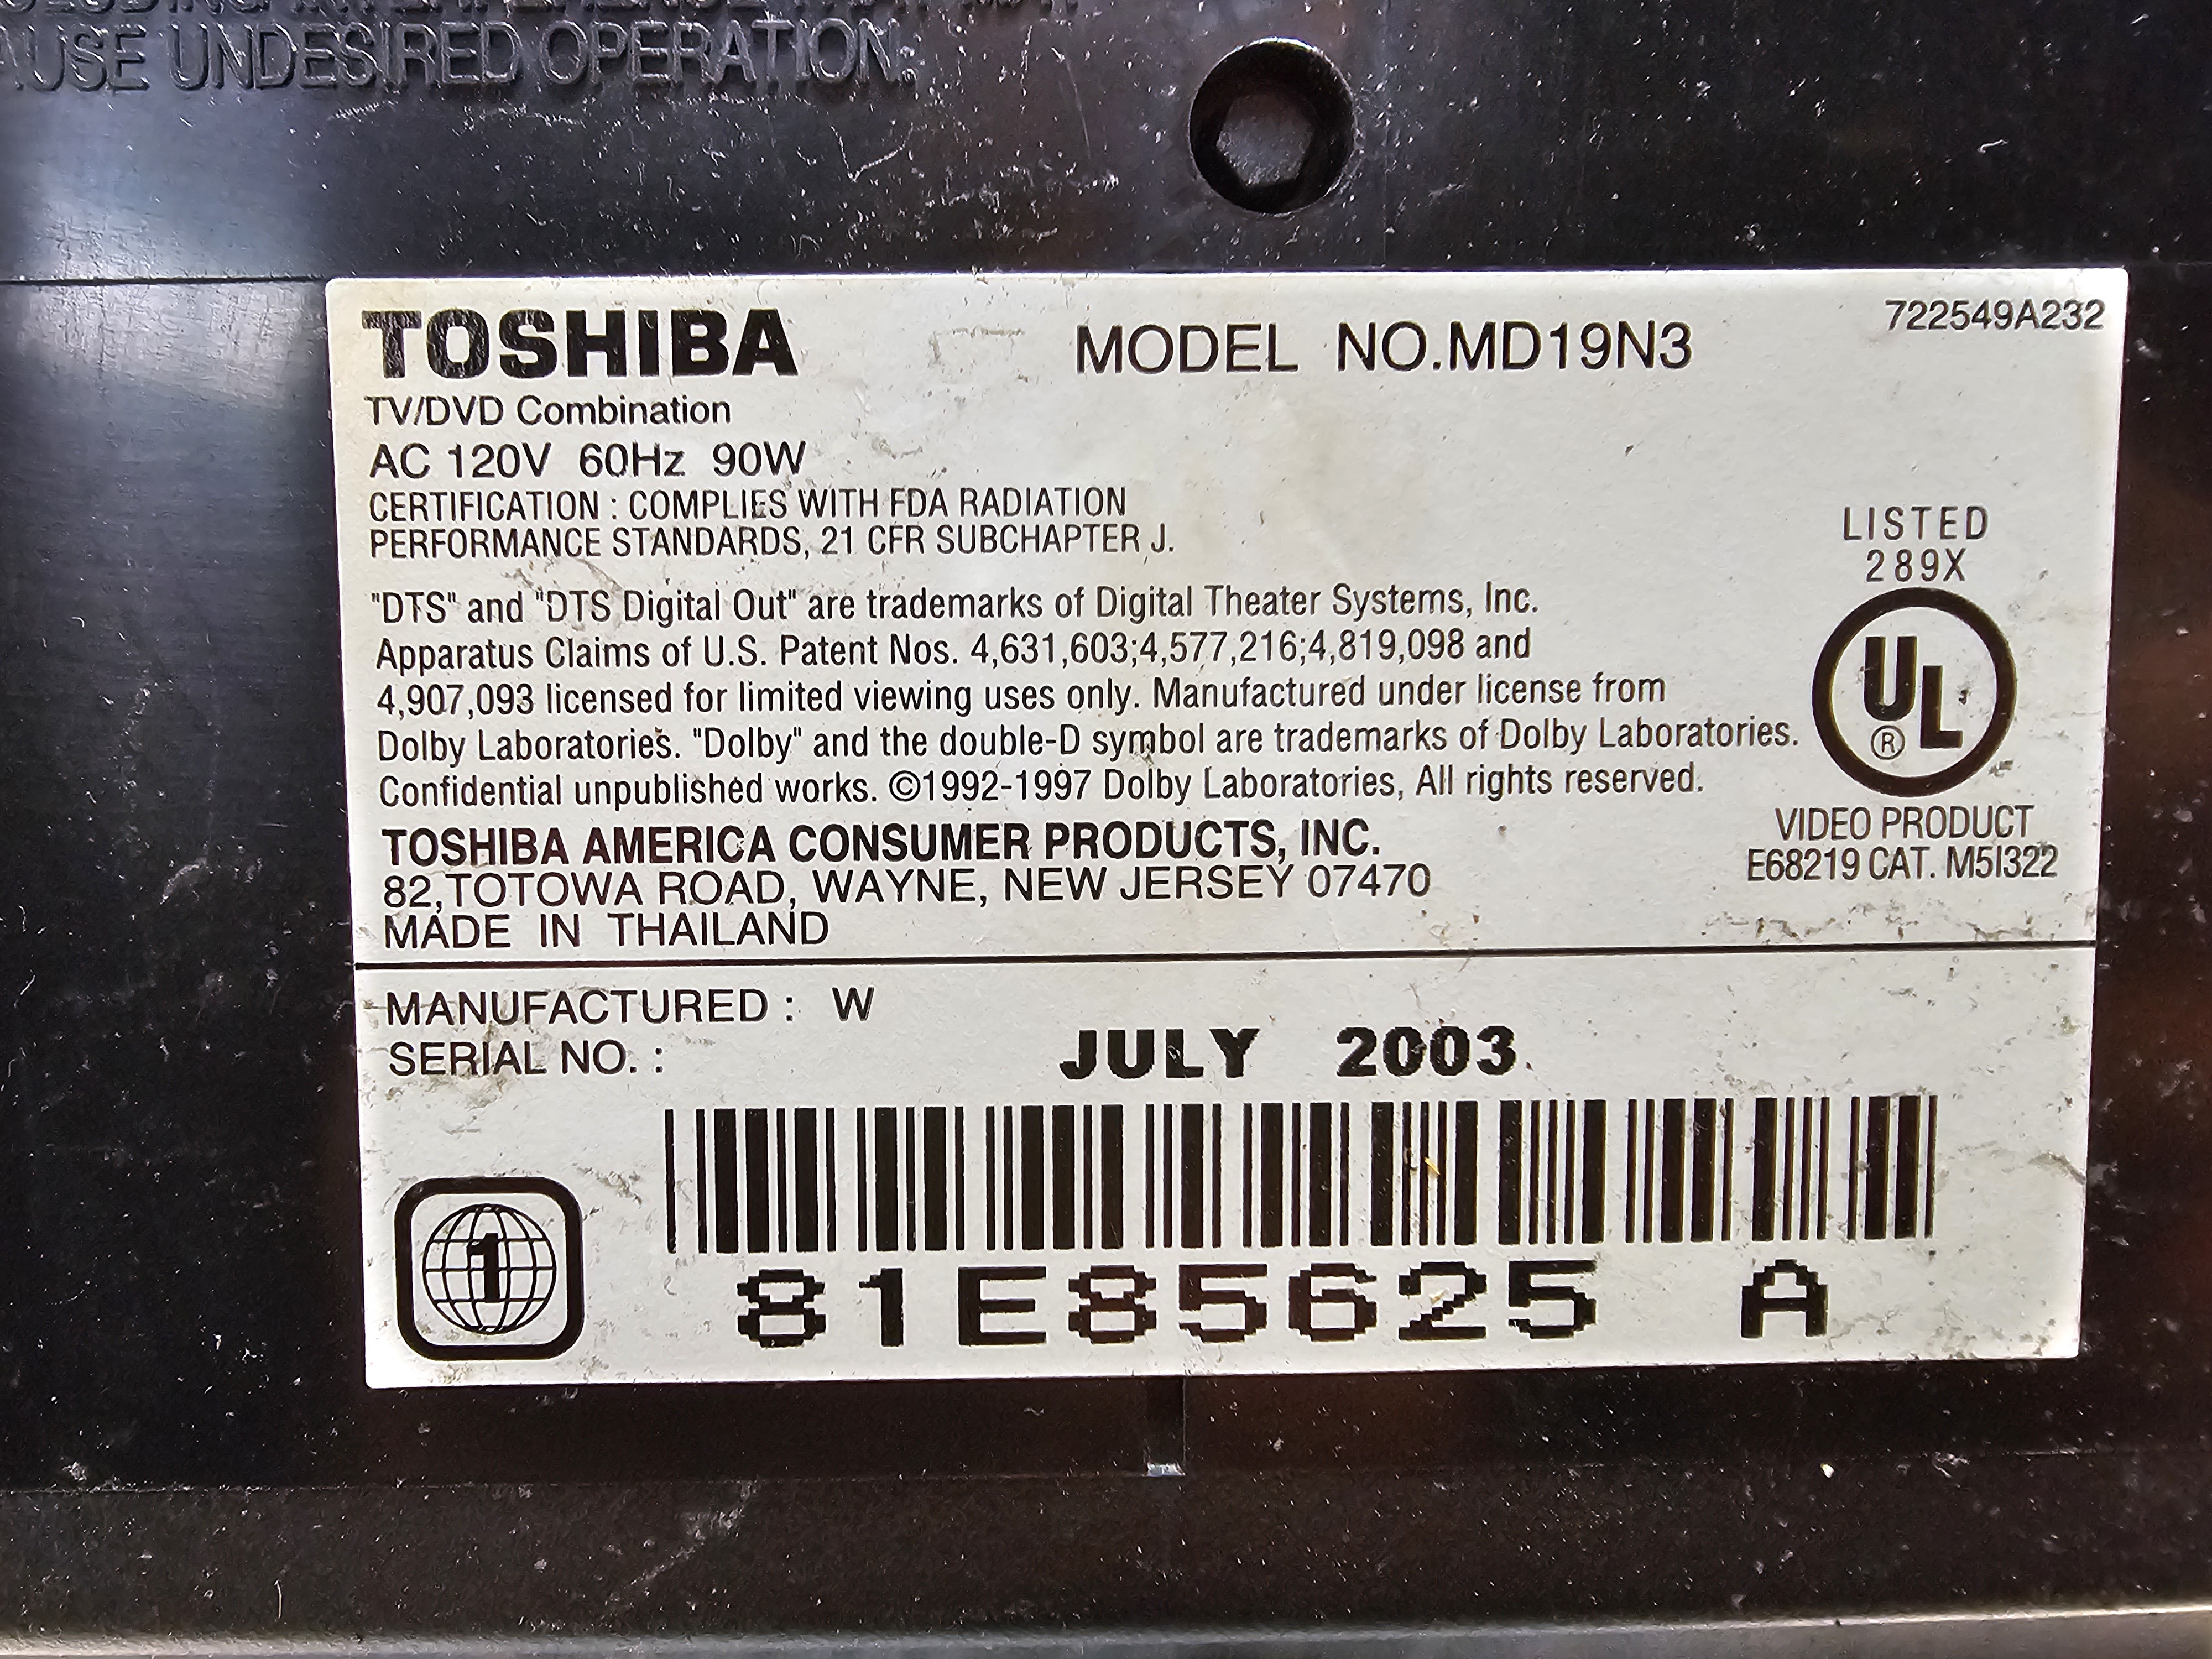 AUSE UNDESIRED OPERATION.
TOSHIBA
MODEL NO.MD19N3
722549A232
TV/DVD Combination
AC 120V 60Hz 90W
CERTIFICATION : COMPLIES WITH FDA RADIATION
PERFORMANCE STANDARDS, 21 CFR SUBCHAPTER J.
"DTS" and "DTS Digital Out" are trademarks of Digital Theater Systems, Inc.
Apparatus Claims of U.S. Patent Nos. 4,631,603;4,577,216;4,819,098 and
4,907,093 licensed for limited viewing uses only. Manufactured under license from
Dolby Laboratories. "Dolby" and the double-D symbol are trademarks of Dolby Laboratories.
Confidential unpublished works. ©1992-1997 Dolby Laboratories, All rights reserved.
TOSHIBA AMERICA CONSUMER PRODUCTS, INC.
82,TOTOWA ROAD, WAYNE, NEW JERSEY 07470
MADE IN THAILAND
LISTED
289X
UL
®
VIDEO PRODUCT
E68219 CAT. M5I322
MANUFACTURED : W
JULY 2003
SERIAL NO. :
1
81E85625 A